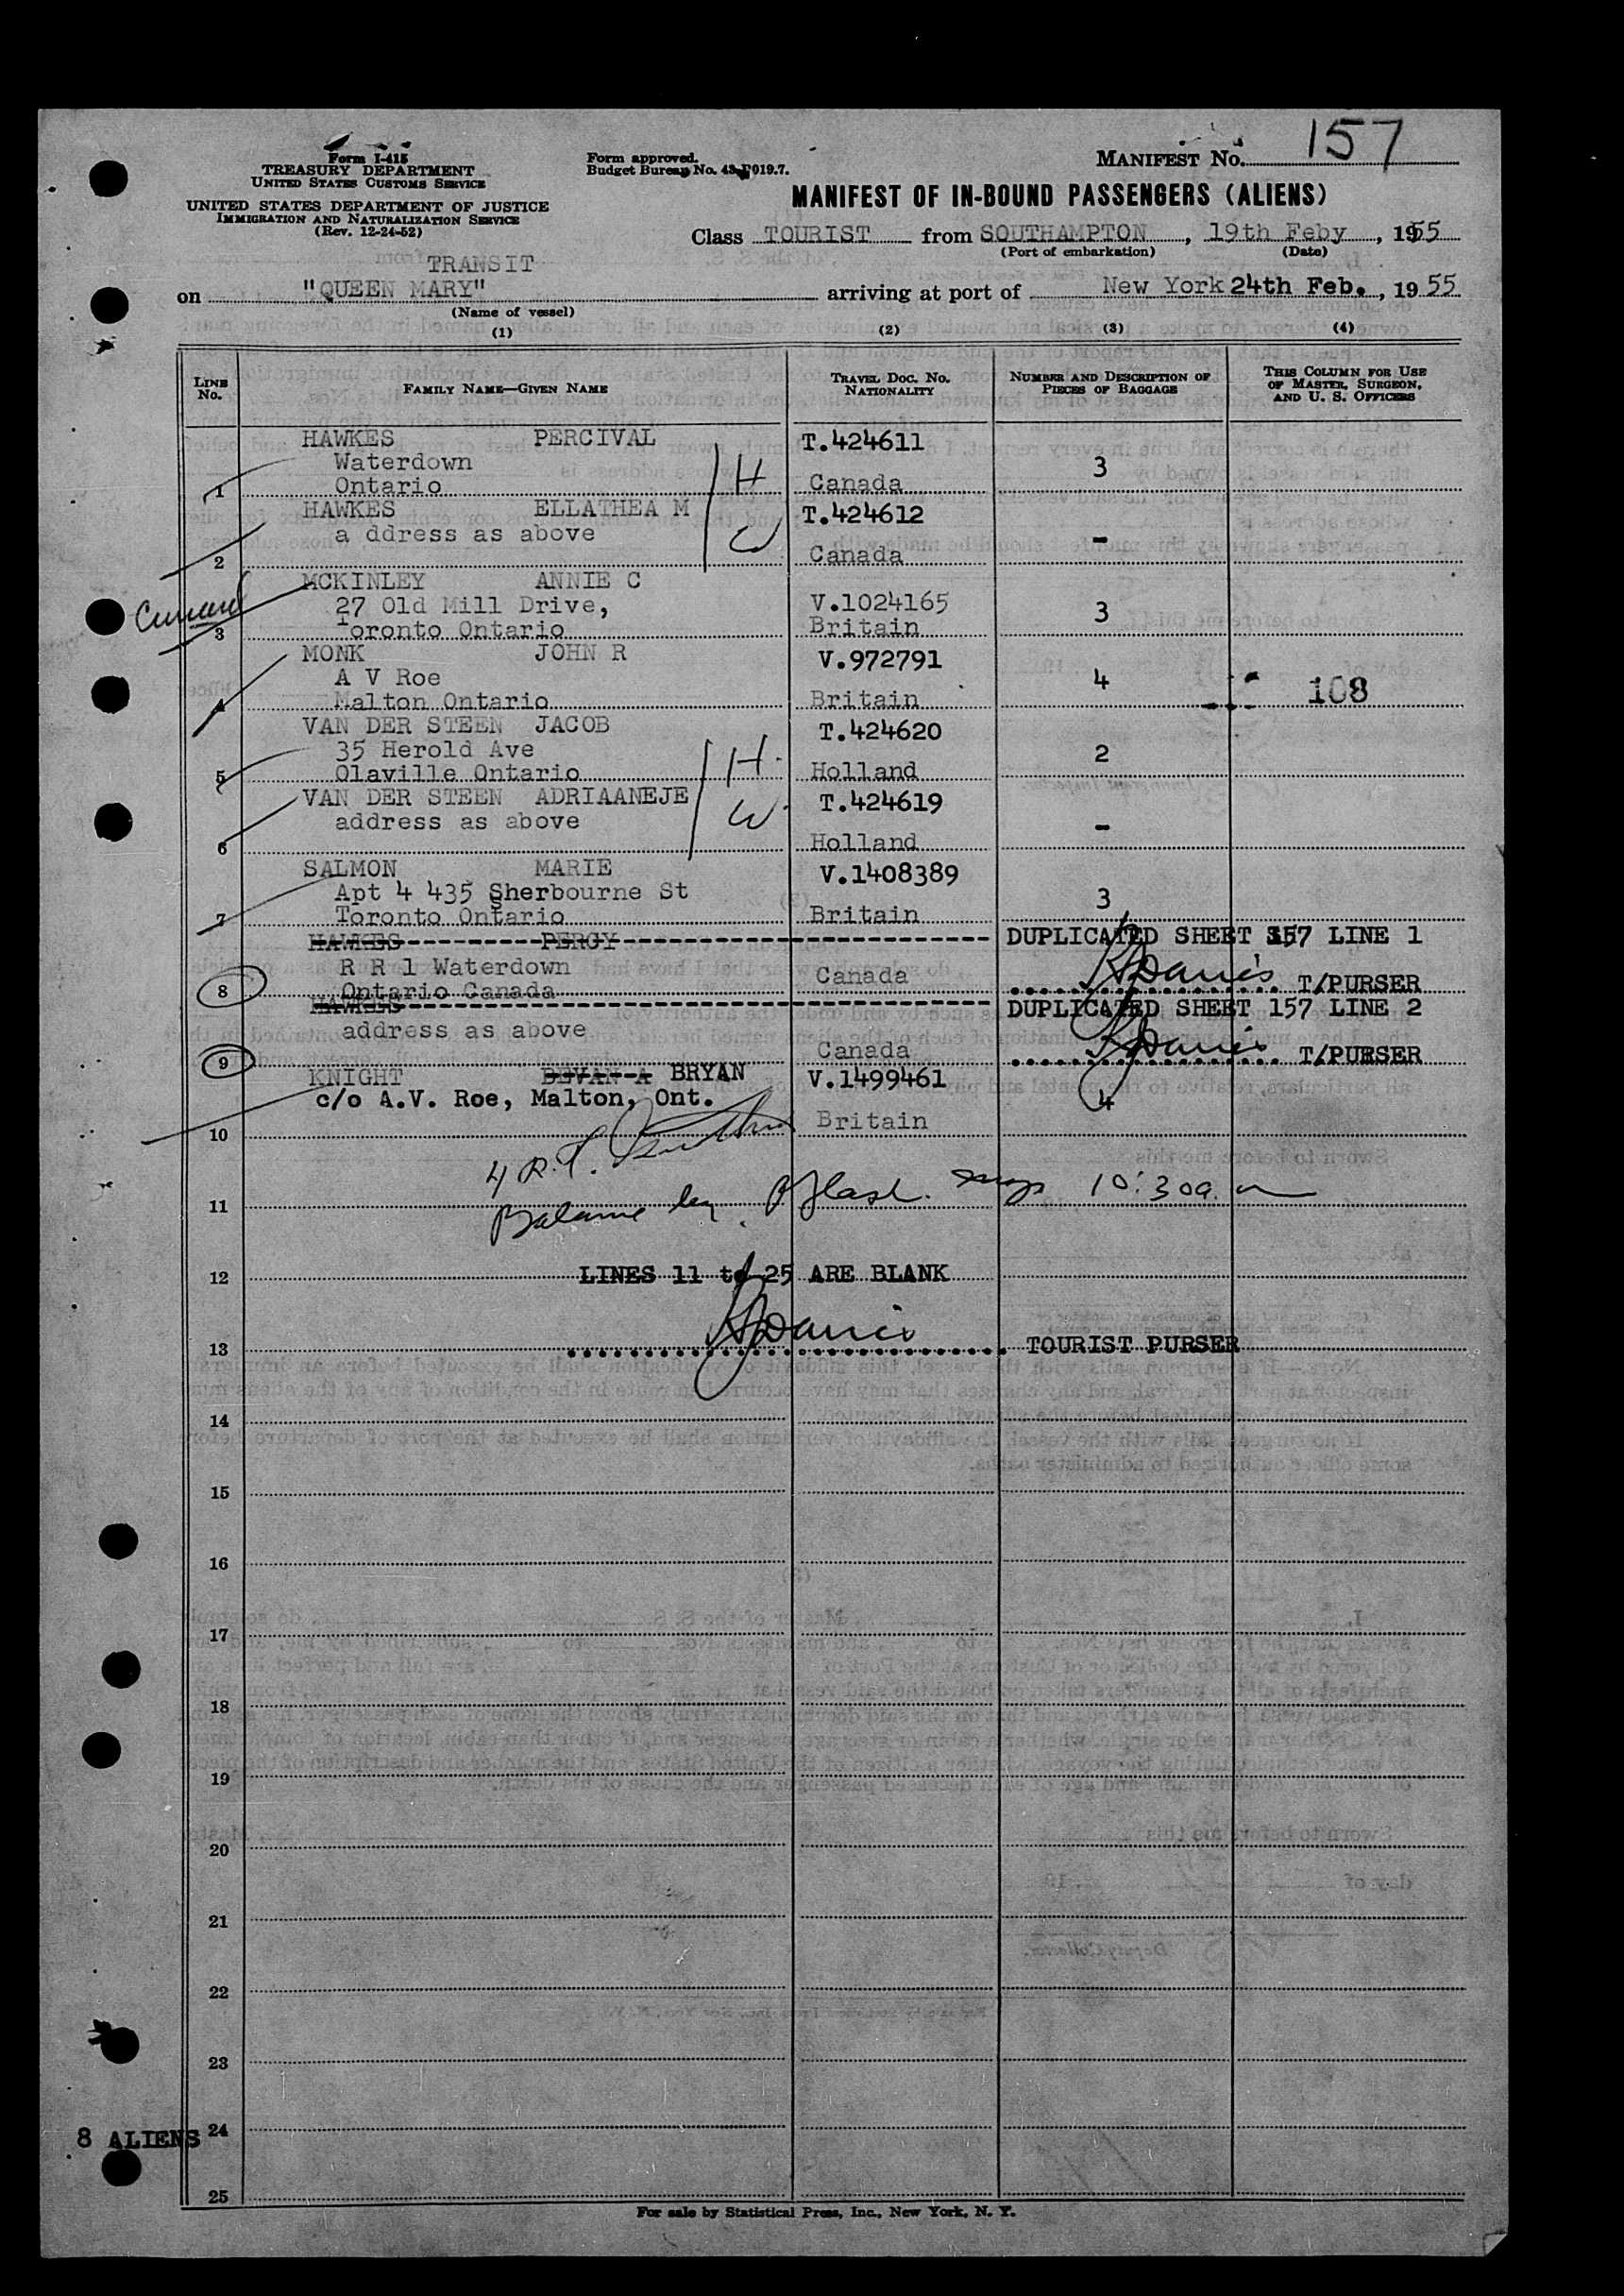 Form I-415
TREASURY DEPARTMENT
UNITED STATES CUSTOMS SERVICE
UNITED STATES DEPARTMENT OF JUSTICE
IMMIGRATION AND NATURALIZATION SERVICE
(Rev. 12-24-52)
Form approved.
Budget Bureau No. 43-R019.7.
MANIFEST No. 157
MANIFEST OF IN-BOUND PASSENGERS (ALIENS)
Class TOURIST from SOUTHAMPTON, 19th Feby, 1955
(Port of embarkation) (Date)
TRANSIT
on "QUEEN MARY" arriving at port of New York 24th Feb., 1955
(Name of vessel)
(1) (2) (3) (4)
LINE No. FAMILY NAME—GIVEN NAME TRAVEL DOC. No. NATIONALITY NUMBER AND DESCRIPTION OF PIECES OF BAGGAGE THIS COLUMN FOR USE OF MASTER, SURGEON, AND U. S. OFFICERS
HAWKES PERCIVAL T.424611
Waterdown H 3
1 Ontario Canada
HAWKES ELLATHEA M T.424612
a ddress as above W -
2 Canada
MCKINLEY ANNIE C
Cunard 27 Old Mill Drive, V.1024165 3
3 Toronto Ontario Britain
MONK JOHN R V.972791
A V Roe 4 108
4 Malton Ontario Britain
VAN DER STEEN JACOB T.424620
35 Herold Ave H 2
5 Olaville Ontario Holland
VAN DER STEEN ADRIAANEJE T.424619
address as above W -
6 Holland
SALMON MARIE V.1408389
Apt 4 435 Sherbourne St 3
7 Toronto Ontario Britain
HAWKES PERCY DUPLICATED SHEET 157 LINE 1
R R 1 Waterdown Canada
8 Ontario Canada T/PURSER
HAWKES DUPLICATED SHEET 157 LINE 2
address as above
9 Canada T/PURSER
KNIGHT BEVAN A BRYAN V.1499461
c/o A.V. Roe, Malton, Ont. 4
10 Britain
4 R.T.
11 Balance 10:30a.m
12 LINES 11 to 25 ARE BLANK
13 TOURIST PURSER
14
15
16
17
18
19
20
21
22
23
8 ALIENS 24
25
For sale by Statistical Press, Inc., New York, N. Y.